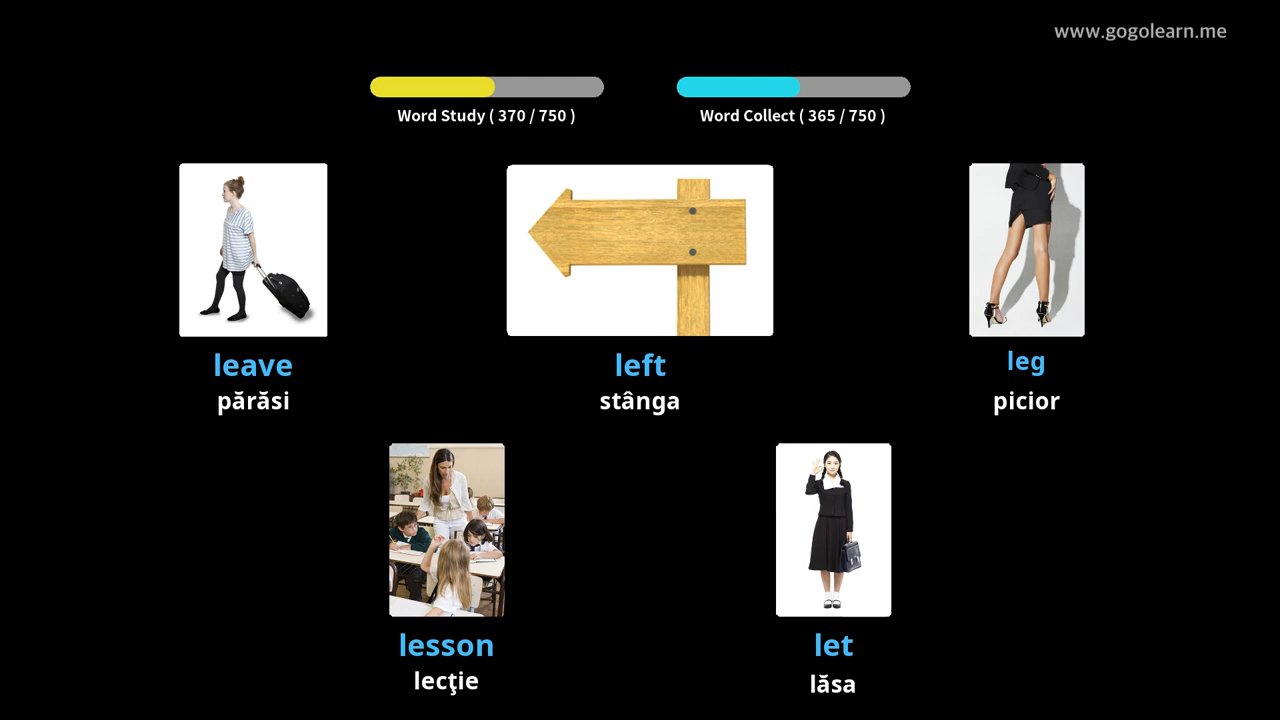 www.gogolearn.me
Word Study ( 370 / 750 )
Word Collect ( 365 / 750 )
leave
left
leg
părăsi
stânga
picior
lesson
let
lecţie
lăsa